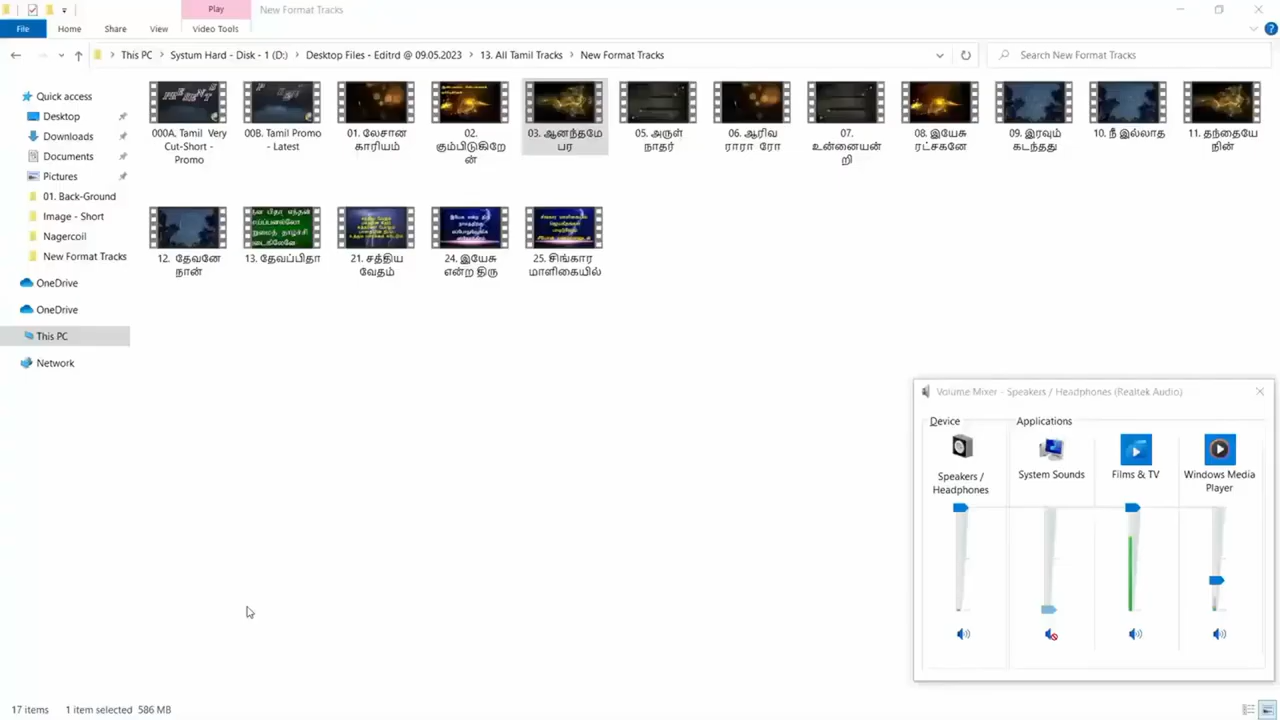 Play
New Format Tracks
File
Home
Share
View
Video Tools
This PC
Systum Hard - Disk - 1 (D:)
Desktop Files - Editrd @ 09.05.2023
13. All Tamil Tracks
New Format Tracks
Search New Format Tracks
Quick access
Desktop
Downloads
Documents
Pictures
01. Back-Ground
Image - Short
Nagercoil
New Format Tracks
OneDrive
OneDrive
This PC
Network
000A. Tamil Very
Cut-Short -
Promo
00B. Tamil Promo
- Latest
01. லேசான
காரியம்
02.
கும்பிடுகிறே
ன்
03. ஆனந்தமே
பர
05. அருள்
நாதர்
06. ஆரிவ
ராரா ரோ
07.
உன்னையன்
றி
08. இயேசு
ரட்சகனே
09. இரவும்
கடந்தது
10. நீ இல்லாத
11. தந்தையே
நின்
12. தேவனே
நான்
13. தேவப்பிதா
21. சத்திய
வேதம்
24. இயேசு
என்ற திரு
25. சிங்கார
மாளிகையில்
Volume Mixer - Speakers / Headphones (Realtek Audio)
Device
Applications
Speakers /
Headphones
System Sounds
Films & TV
Windows Media
Player
17 items
1 item selected 586 MB